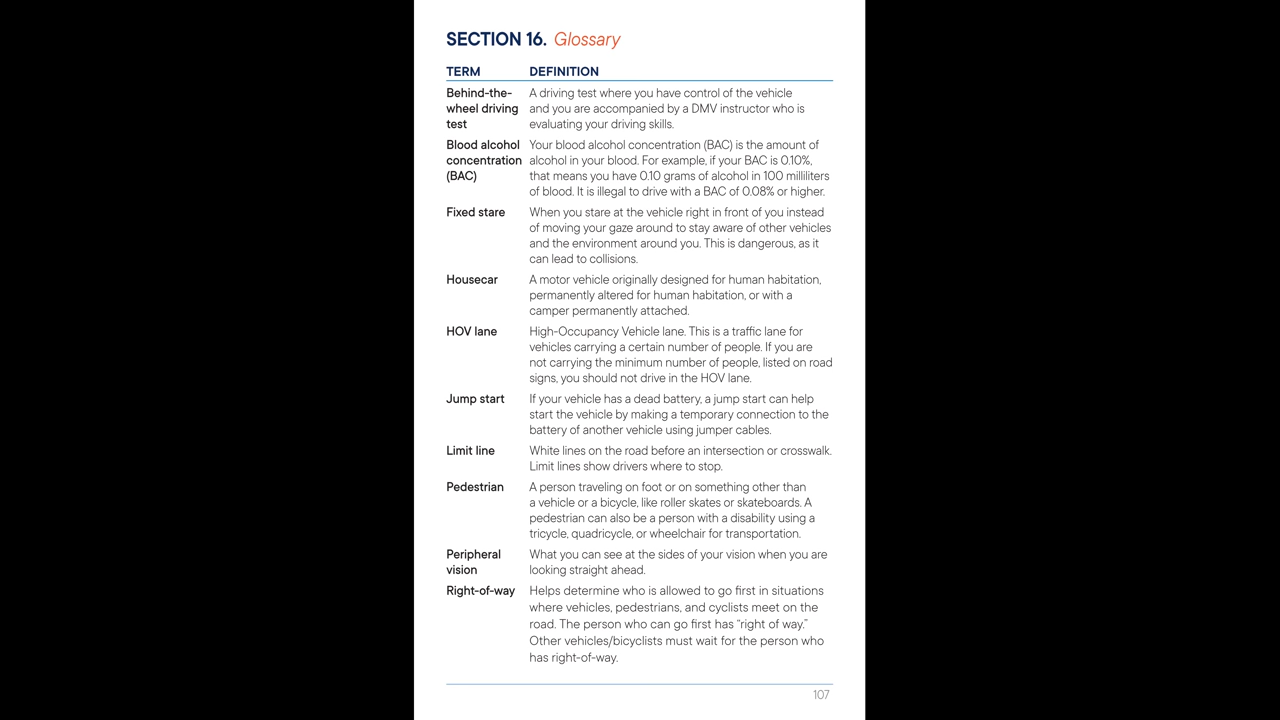 SECTION 16. Glossary
TERM DEFINITION
Behind-the-wheel driving test
A driving test where you have control of the vehicle
and you are accompanied by a DMV instructor who is
evaluating your driving skills.
Blood alcohol concentration (BAC)
Your blood alcohol concentration (BAC) is the amount of
alcohol in your blood. For example, if your BAC is 0.10%,
that means you have 0.10 grams of alcohol in 100 milliliters
of blood. It is illegal to drive with a BAC of 0.08% or higher.
Fixed stare
When you stare at the vehicle right in front of you instead
of moving your gaze around to stay aware of other vehicles
and the environment around you. This is dangerous, as it
can lead to collisions.
Housecar
A motor vehicle originally designed for human habitation,
permanently altered for human habitation, or with a
camper permanently attached.
HOV lane
High-Occupancy Vehicle lane. This is a traffic lane for
vehicles carrying a certain number of people. If you are
not carrying the minimum number of people, listed on road
signs, you should not drive in the HOV lane.
Jump start
If your vehicle has a dead battery, a jump start can help
start the vehicle by making a temporary connection to the
battery of another vehicle using jumper cables.
Limit line
White lines on the road before an intersection or crosswalk.
Limit lines show drivers where to stop.
Pedestrian
A person traveling on foot or on something other than
a vehicle or a bicycle, like roller skates or skateboards. A
pedestrian can also be a person with a disability using a
tricycle, quadricycle, or wheelchair for transportation.
Peripheral vision
What you can see at the sides of your vision when you are
looking straight ahead.
Right-of-way
Helps determine who is allowed to go first in situations
where vehicles, pedestrians, and cyclists meet on the
road. The person who can go first has “right of way.”
Other vehicles/bicyclists must wait for the person who
has right-of-way.
107